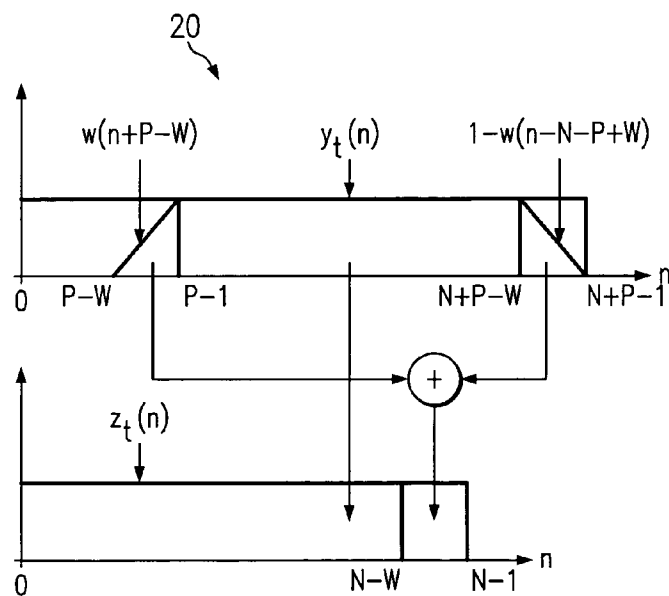 20
w(n+P-W)
y_t(n)
1-w(n-N-P+W)
n
0
P-W
P-1
N+P-W
N+P-1
+
z_t(n)
0
N-W
N-1
n